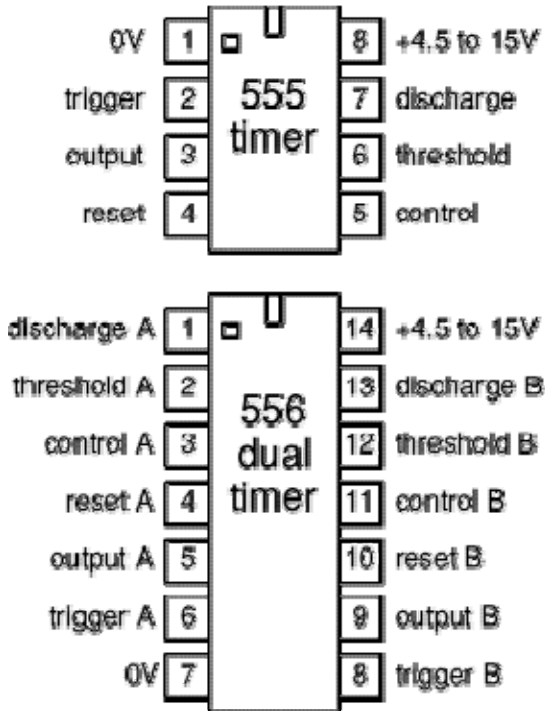 0V 1 8 +4.5 to 15V
trigger 2 555 7 discharge
timer
output 3 6 threshold
reset 4 5 control
discharge A 1 14 +4.5 to 15V
threshold A 2 13 discharge B
556
control A 3 12 threshold B
dual
reset A 4 timer 11 control B
output A 5 10 reset B
trigger A 6 9 output B
0V 7 8 trigger B